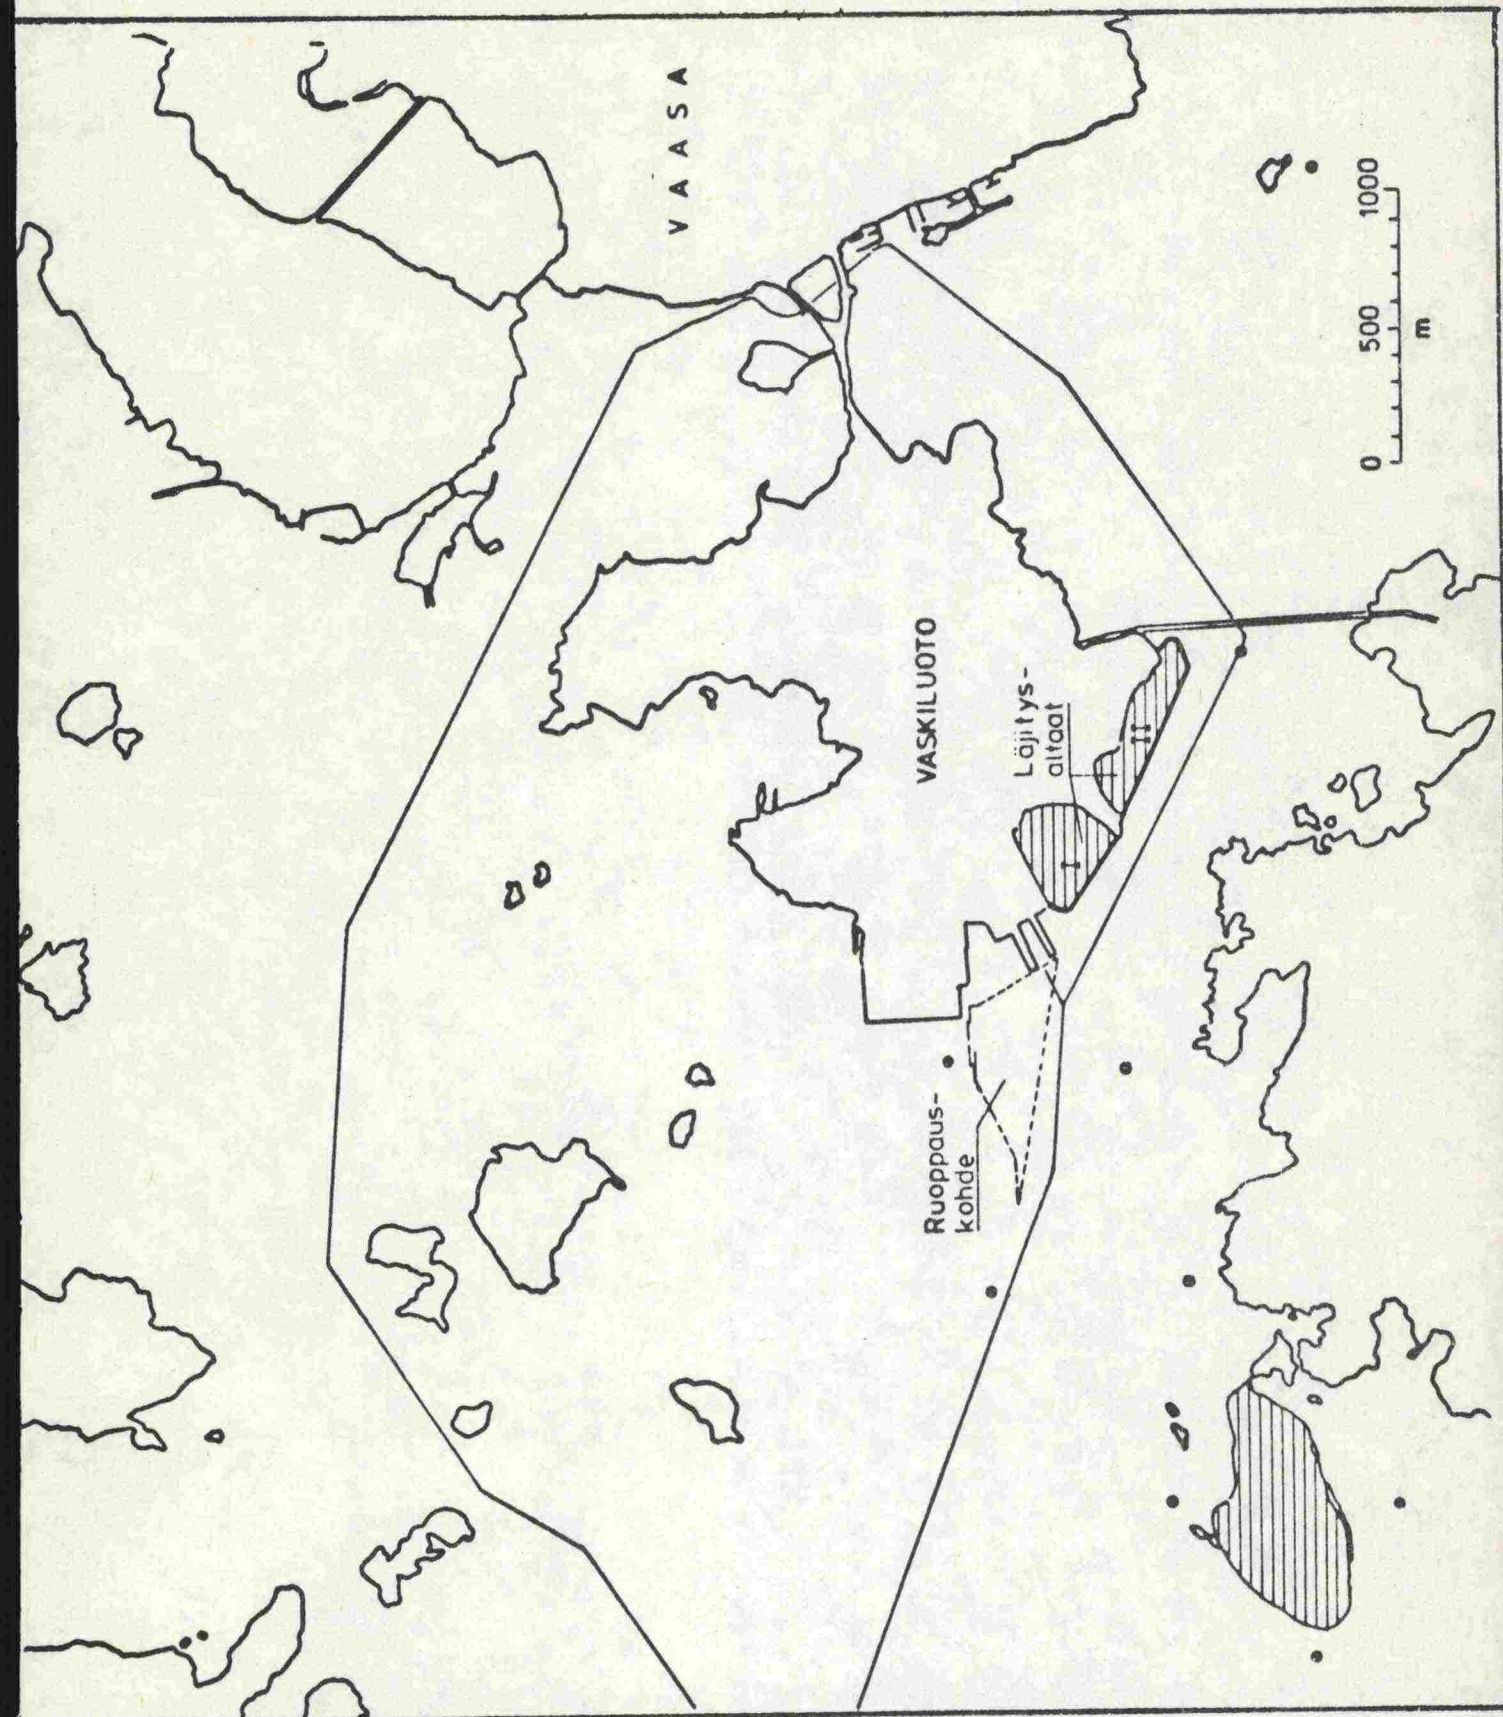 VAASA
VASKILUOTO
Läjitys-
altaat
I
II
Ruoppaus-
kohde
0 500 1000
m